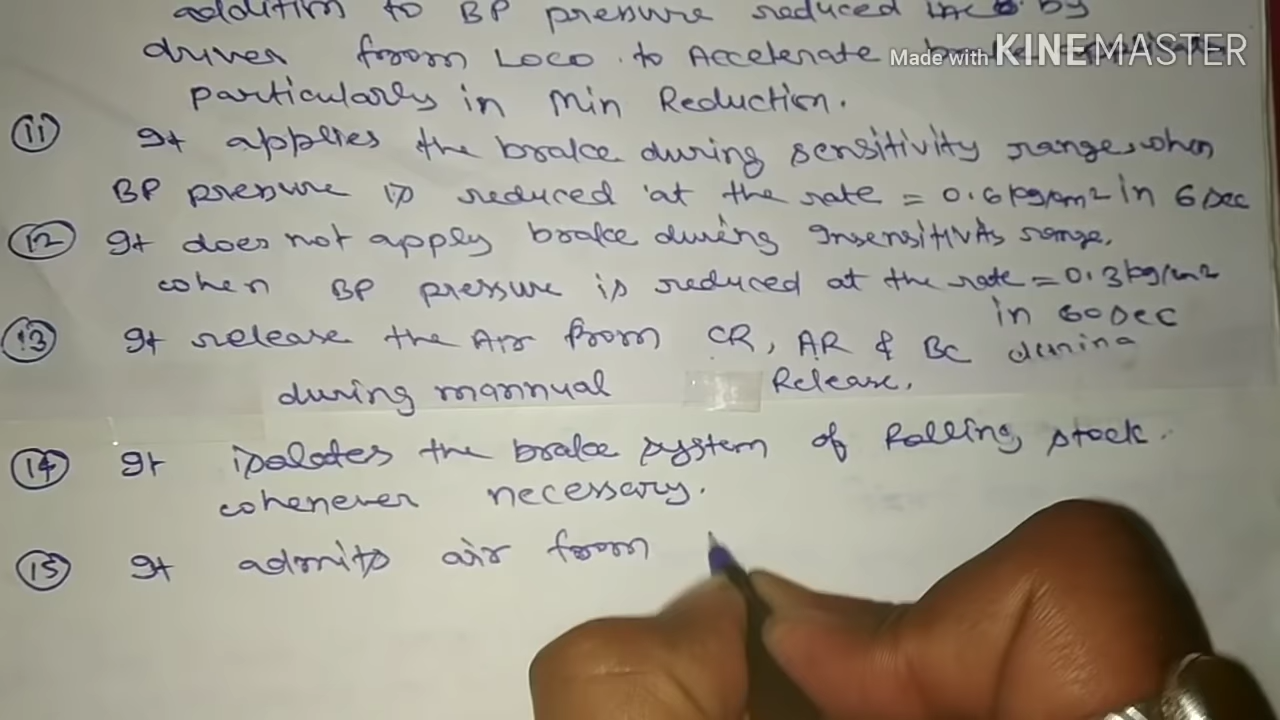 addition to BP pressure reduced by
Made with KINEMASTER
driver from Loco to Accelerate
particularly in Min Reduction.
11 It applies the brake during sensitivity range when
BP pressure is reduced at the rate = 0.6 kg/cm2 in 6 sec
12 It does not apply brake during Insensitivity range,
when BP pressure is reduced at the rate = 0.3 kg/cm2
in 60 sec
13 It release the Air from CR, AR & BC during
during mannual Release.
14 It isolates the brake system of Rolling stock.
whenever necessary.
15 It admits air from